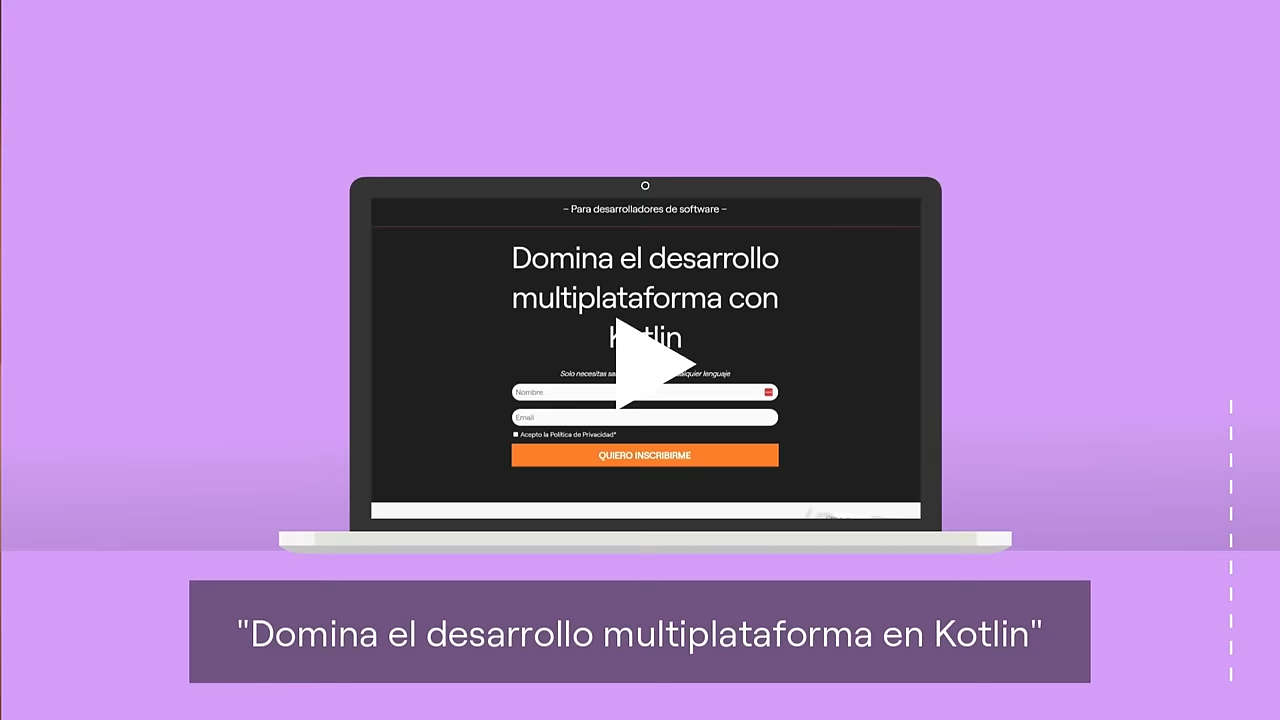 – Para desarrolladores de software –
Domina el desarrollo
multiplataforma con
Solo necesitas lenguaje
Nombre
Email
Acepto la Política de Privacidad*
QUIERO INSCRIBIRME
"Domina el desarrollo multiplataforma en Kotlin"